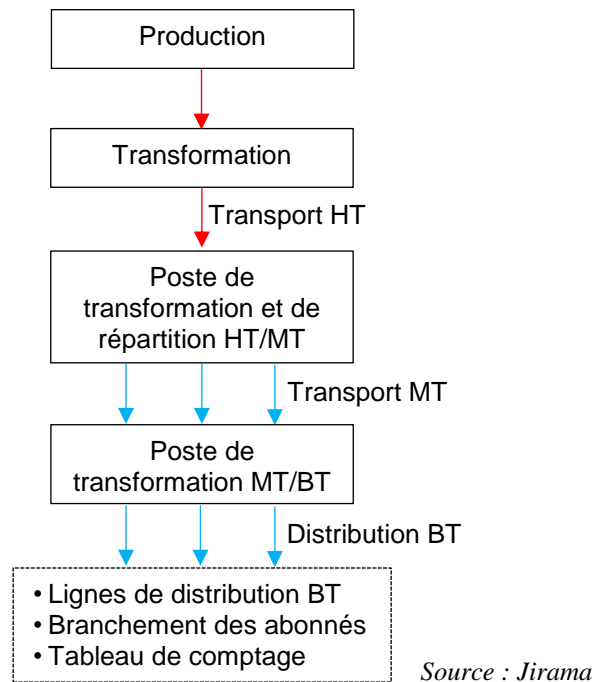 Production
Transformation
Transport HT
Poste de
transformation et de
répartition HT/MT
Transport MT
Poste de
transformation MT/BT
Distribution BT
• Lignes de distribution BT
• Branchement des abonnés
• Tableau de comptage
Source : Jirama